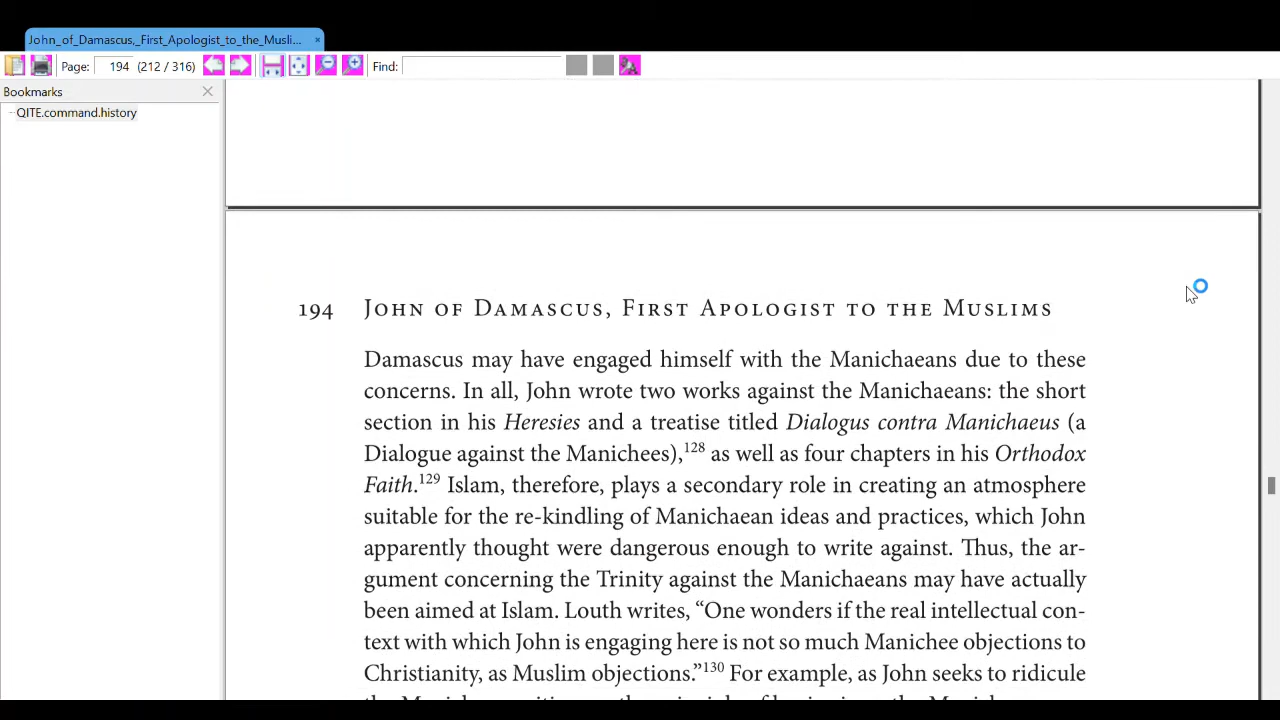 John_of_Damascus,_First_Apologist_to_the_Musli... ×
Page: 194 (212 / 316) Find:
Bookmarks
QITE.command.history
194 John of Damascus, First Apologist to the Muslims
Damascus may have engaged himself with the Manichaeans due to these
concerns. In all, John wrote two works against the Manichaeans: the short
section in his Heresies and a treatise titled Dialogus contra Manichaeus (a
Dialogue against the Manichees),128 as well as four chapters in his Orthodox
Faith.129 Islam, therefore, plays a secondary role in creating an atmosphere
suitable for the re-kindling of Manichaean ideas and practices, which John
apparently thought were dangerous enough to write against. Thus, the ar-
gument concerning the Trinity against the Manichaeans may have actually
been aimed at Islam. Louth writes, “One wonders if the real intellectual con-
text with which John is engaging here is not so much Manichee objections to
Christianity, as Muslim objections.”130 For example, as John seeks to ridicule